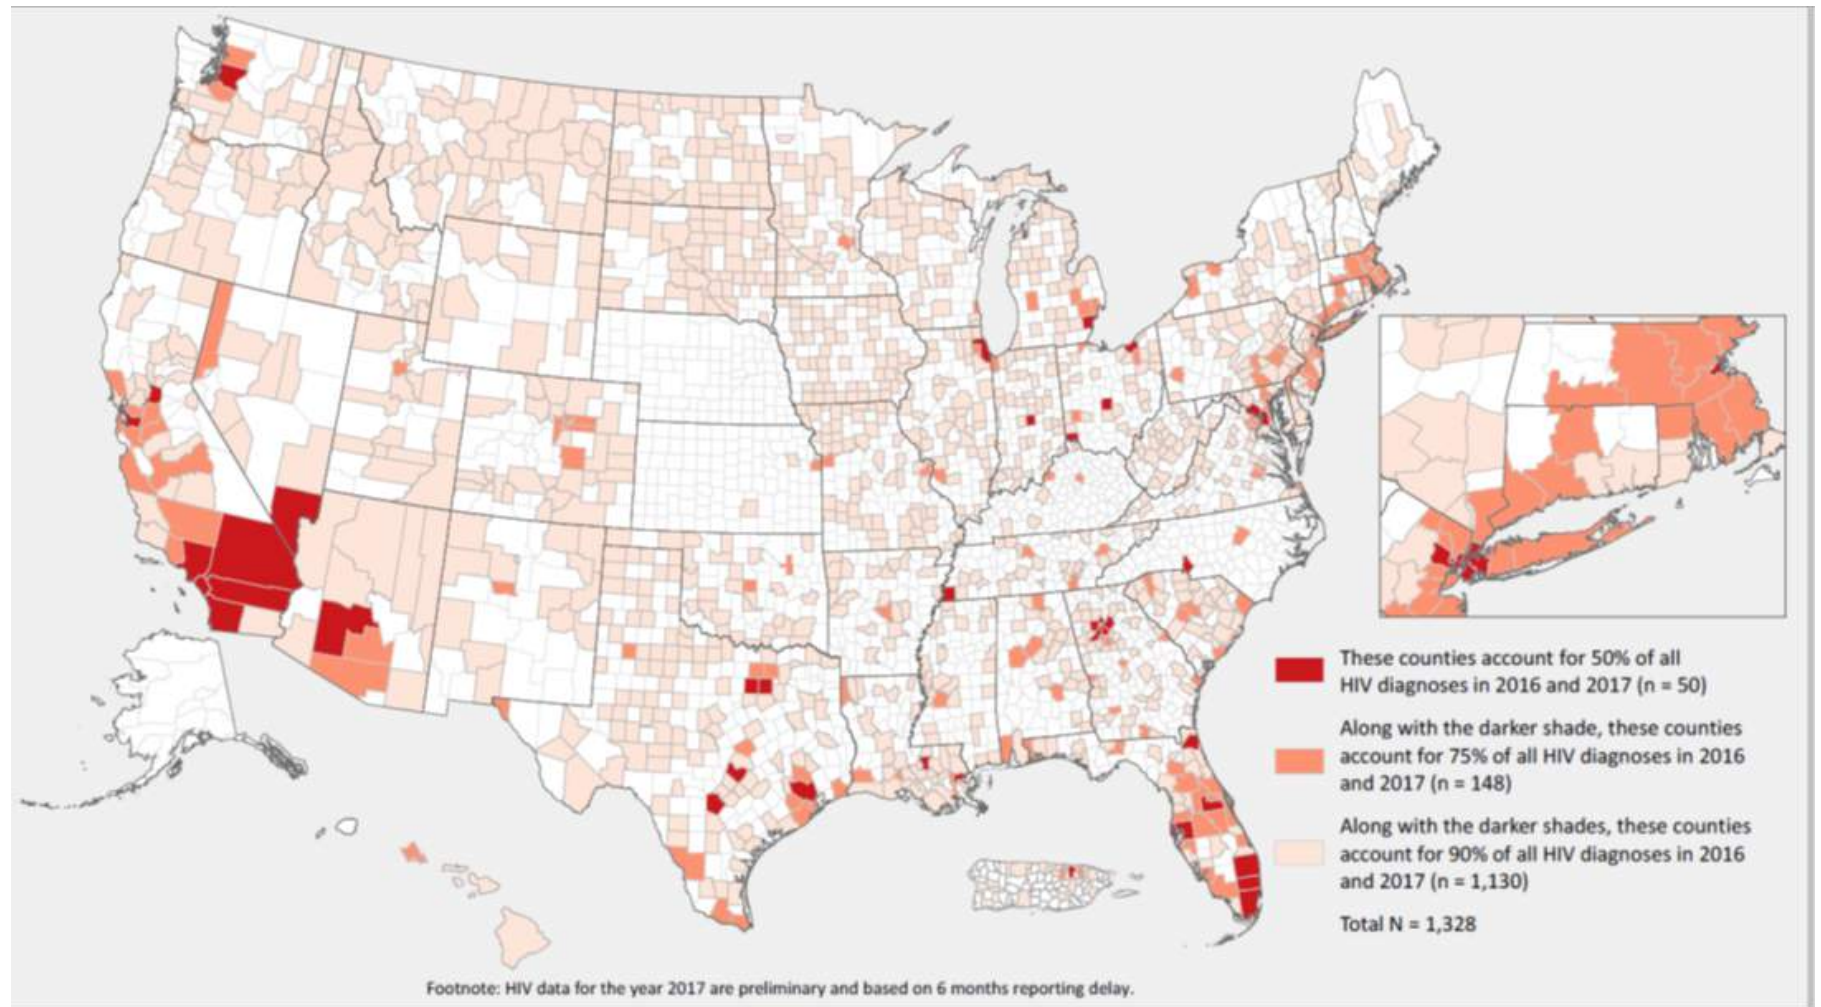 These counties account for 50% of all
HIV diagnoses in 2016 and 2017 (n = 50)
Along with the darker shade, these counties
account for 75% of all HIV diagnoses in 2016
and 2017 (n = 148)
Along with the darker shades, these counties
account for 90% of all HIV diagnoses in 2016
and 2017 (n = 1,130)
Total N = 1,328
Footnote: HIV data for the year 2017 are preliminary and based on 6 months reporting delay.